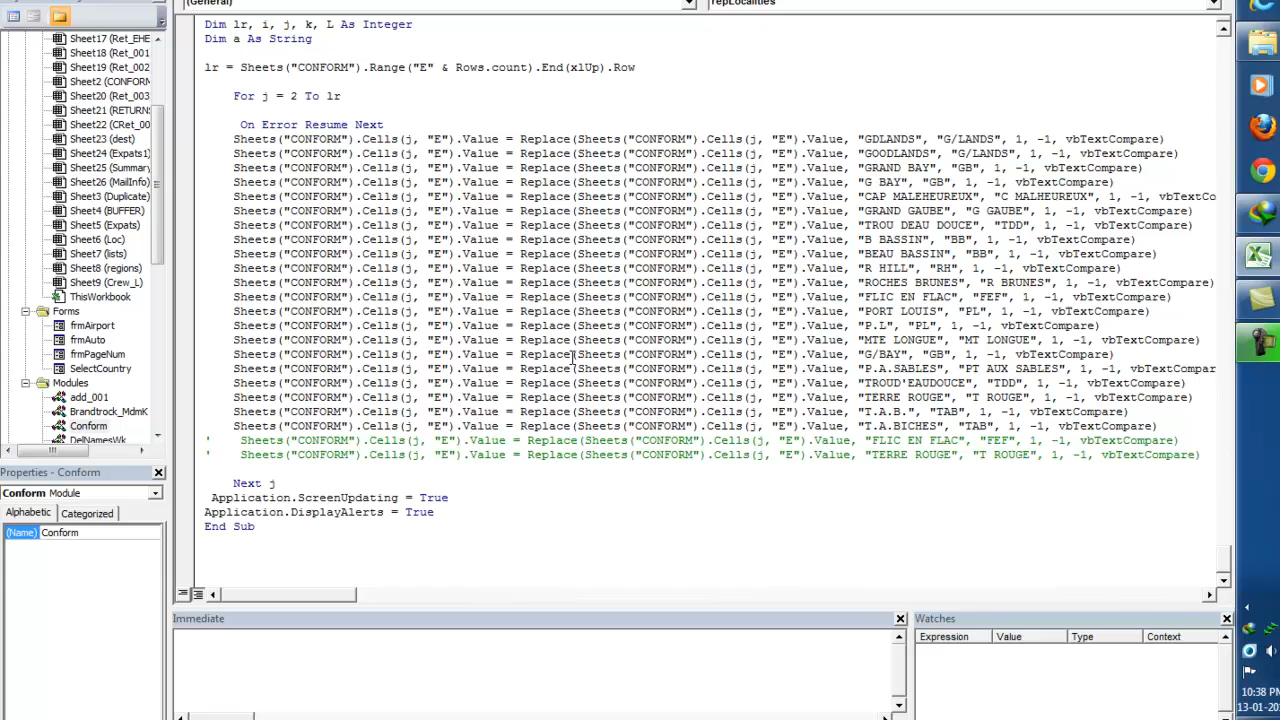 (General)
repLocalities
Dim lr, i, j, k, L As Integer
Dim a As String
lr = Sheets("CONFORM").Range("E" & Rows.count).End(xlUp).Row
For j = 2 To lr
On Error Resume Next
Sheets("CONFORM").Cells(j, "E").Value = Replace(Sheets("CONFORM").Cells(j, "E").Value, "GDLANDS", "G/LANDS", 1, -1, vbTextCompare)
Sheets("CONFORM").Cells(j, "E").Value = Replace(Sheets("CONFORM").Cells(j, "E").Value, "GOODLANDS", "G/LANDS", 1, -1, vbTextCompare)
Sheets("CONFORM").Cells(j, "E").Value = Replace(Sheets("CONFORM").Cells(j, "E").Value, "GRAND BAY", "GB", 1, -1, vbTextCompare)
Sheets("CONFORM").Cells(j, "E").Value = Replace(Sheets("CONFORM").Cells(j, "E").Value, "G BAY", "GB", 1, -1, vbTextCompare)
Sheets("CONFORM").Cells(j, "E").Value = Replace(Sheets("CONFORM").Cells(j, "E").Value, "CAP MALEHEUREUX", "C MALHEUREUX", 1, -1, vbTextCo
Sheets("CONFORM").Cells(j, "E").Value = Replace(Sheets("CONFORM").Cells(j, "E").Value, "GRAND GAUBE", "G GAUBE", 1, -1, vbTextCompare)
Sheets("CONFORM").Cells(j, "E").Value = Replace(Sheets("CONFORM").Cells(j, "E").Value, "TROU DEAU DOUCE", "TDD", 1, -1, vbTextCompare)
Sheets("CONFORM").Cells(j, "E").Value = Replace(Sheets("CONFORM").Cells(j, "E").Value, "B BASSIN", "BB", 1, -1, vbTextCompare)
Sheets("CONFORM").Cells(j, "E").Value = Replace(Sheets("CONFORM").Cells(j, "E").Value, "BEAU BASSIN", "BB", 1, -1, vbTextCompare)
Sheets("CONFORM").Cells(j, "E").Value = Replace(Sheets("CONFORM").Cells(j, "E").Value, "R HILL", "RH", 1, -1, vbTextCompare)
Sheets("CONFORM").Cells(j, "E").Value = Replace(Sheets("CONFORM").Cells(j, "E").Value, "ROCHES BRUNES", "R BRUNES", 1, -1, vbTextCompare)
Sheets("CONFORM").Cells(j, "E").Value = Replace(Sheets("CONFORM").Cells(j, "E").Value, "FLIC EN FLAC", "FEF", 1, -1, vbTextCompare)
Sheets("CONFORM").Cells(j, "E").Value = Replace(Sheets("CONFORM").Cells(j, "E").Value, "PORT LOUIS", "PL", 1, -1, vbTextCompare)
Sheets("CONFORM").Cells(j, "E").Value = Replace(Sheets("CONFORM").Cells(j, "E").Value, "P.L", "PL", 1, -1, vbTextCompare)
Sheets("CONFORM").Cells(j, "E").Value = Replace(Sheets("CONFORM").Cells(j, "E").Value, "MTE LONGUE", "MT LONGUE", 1, -1, vbTextCompare)
Sheets("CONFORM").Cells(j, "E").Value = Replace(Sheets("CONFORM").Cells(j, "E").Value, "G/BAY", "GB", 1, -1, vbTextCompare)
Sheets("CONFORM").Cells(j, "E").Value = Replace(Sheets("CONFORM").Cells(j, "E").Value, "P.A.SABLES", "PT AUX SABLES", 1, -1, vbTextCompar
Sheets("CONFORM").Cells(j, "E").Value = Replace(Sheets("CONFORM").Cells(j, "E").Value, "TROUD'EAUDOUCE", "TDD", 1, -1, vbTextCompare)
Sheets("CONFORM").Cells(j, "E").Value = Replace(Sheets("CONFORM").Cells(j, "E").Value, "TERRE ROUGE", "T ROUGE", 1, -1, vbTextCompare)
Sheets("CONFORM").Cells(j, "E").Value = Replace(Sheets("CONFORM").Cells(j, "E").Value, "T.A.B.", "TAB", 1, -1, vbTextCompare)
Sheets("CONFORM").Cells(j, "E").Value = Replace(Sheets("CONFORM").Cells(j, "E").Value, "T.A.BICHES", "TAB", 1, -1, vbTextCompare)
' Sheets("CONFORM").Cells(j, "E").Value = Replace(Sheets("CONFORM").Cells(j, "E").Value, "FLIC EN FLAC", "FEF", 1, -1, vbTextCompare)
' Sheets("CONFORM").Cells(j, "E").Value = Replace(Sheets("CONFORM").Cells(j, "E").Value, "TERRE ROUGE", "T ROUGE", 1, -1, vbTextCompare)
Next j
Application.ScreenUpdating = True
Application.DisplayAlerts = True
End Sub
Sheet17 (Ret_EHE
Sheet18 (Ret_001
Sheet19 (Ret_002
Sheet2 (CONFORM
Sheet20 (Ret_003
Sheet21 (RETURN
Sheet22 (CRet_00
Sheet23 (dest)
Sheet24 (Expats1)
Sheet25 (Summary
Sheet26 (MailInfo)
Sheet3 (Duplicate)
Sheet4 (BUFFER)
Sheet5 (Expats)
Sheet6 (Loc)
Sheet7 (lists)
Sheet8 (regions)
Sheet9 (Crew_L)
ThisWorkbook
Forms
frmAirport
frmAuto
frmPageNum
SelectCountry
Modules
add_001
Brandtrock_MdmK
Conform
DelNamesWk
Properties - Conform
Conform Module
Alphabetic Categorized
(Name) Conform
Immediate
Watches
Expression Value Type Context
10:38 PM
13-01-20